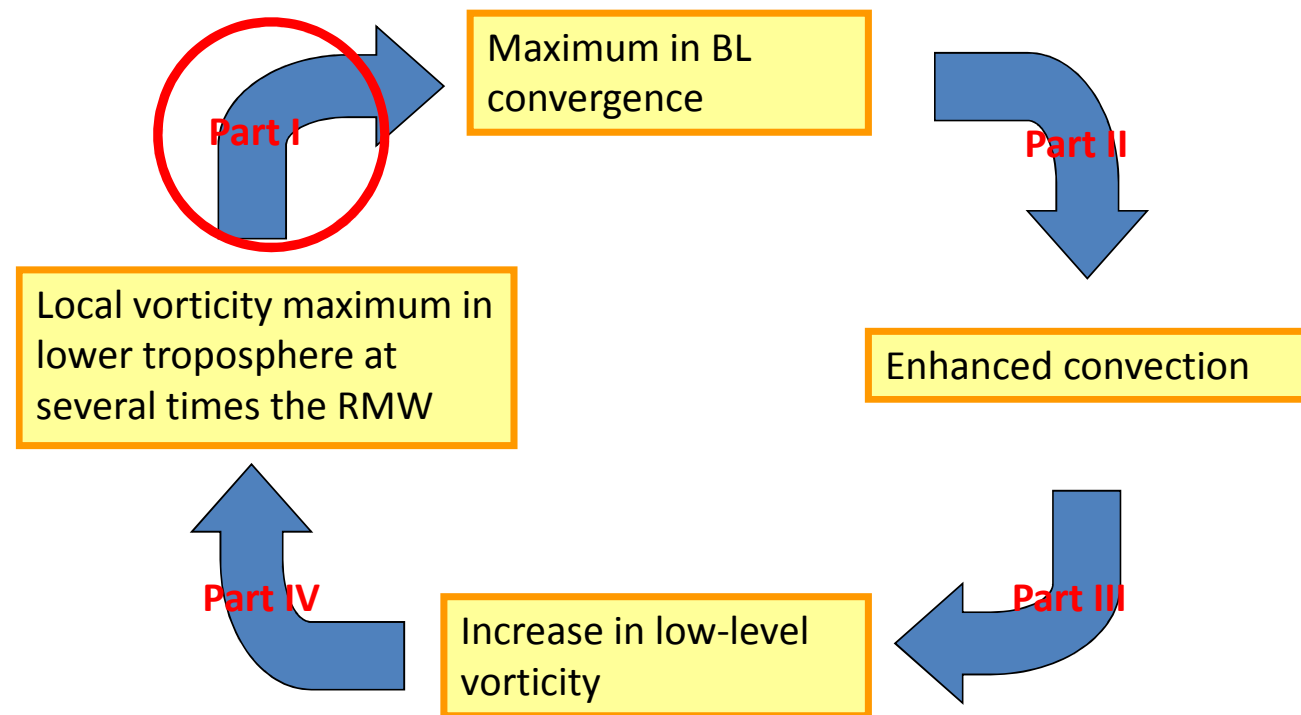 Maximum in BL
convergence
Part I
Part II
Local vorticity maximum in
lower troposphere at
several times the RMW
Enhanced convection
Part IV
Part III
Increase in low-level
vorticity